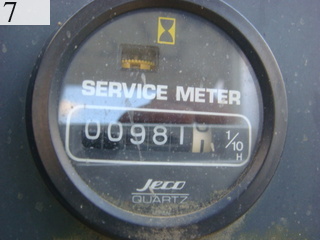 7
SERVICE METER
00981
1/10
H
Jeco
QUARTZ